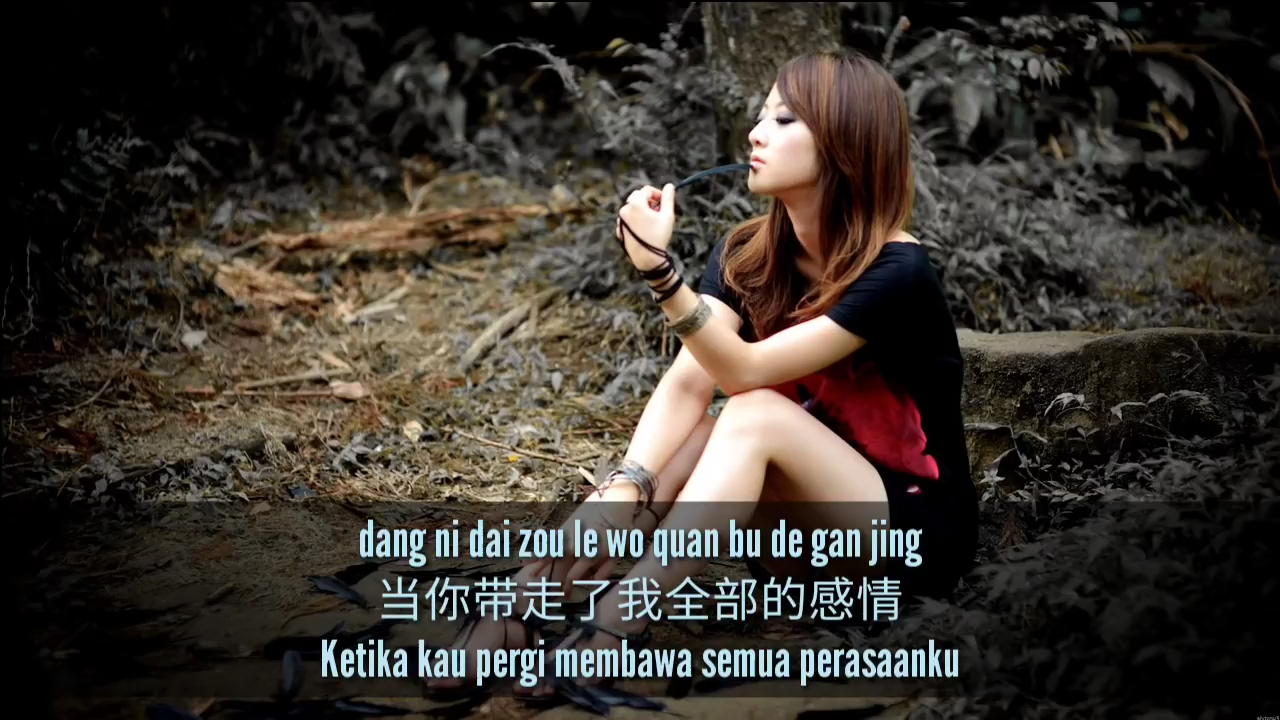 dang ni dai zou le wo quan bu de gan jing
当你带走了我全部的感情
Ketika kau pergi membawa semua perasaanku